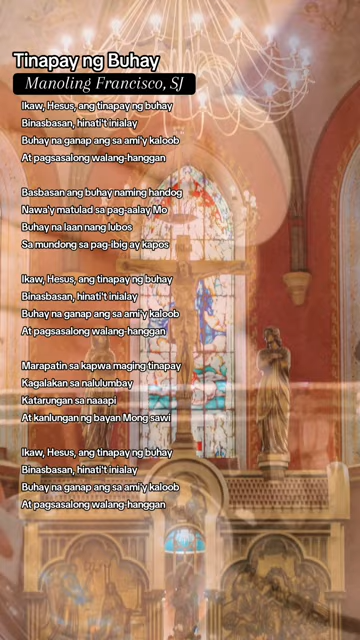 Tinapay ng Buhay
Manoling Francisco, SJ
Ikaw, Hesus, ang tinapay ng buhay
Binasbasan, hinati't inialay
Buhay na ganap ang sa ami'y kaloob
At pagsasalong walang-hanggan
Basbasan ang buhay naming handog
Nawa'y matulad sa pag-aalay Mo
Buhay na laan nang lubos
Sa mundong sa pag-ibig ay kapos
Ikaw, Hesus, ang tinapay ng buhay
Binasbasan, hinati't inialay
Buhay na ganap ang sa ami'y kaloob
At pagsasalong walang-hanggan
Marapatin sa kapwa maging tinapay
Kagalakan sa nalulumbay
Katarungan sa naaapi
At kanlungan ng bayan Mong sawi
Ikaw, Hesus, ang tinapay ng buhay
Binasbasan, hinati't inialay
Buhay na ganap ang sa ami'y kaloob
At pagsasalong walang-hanggan